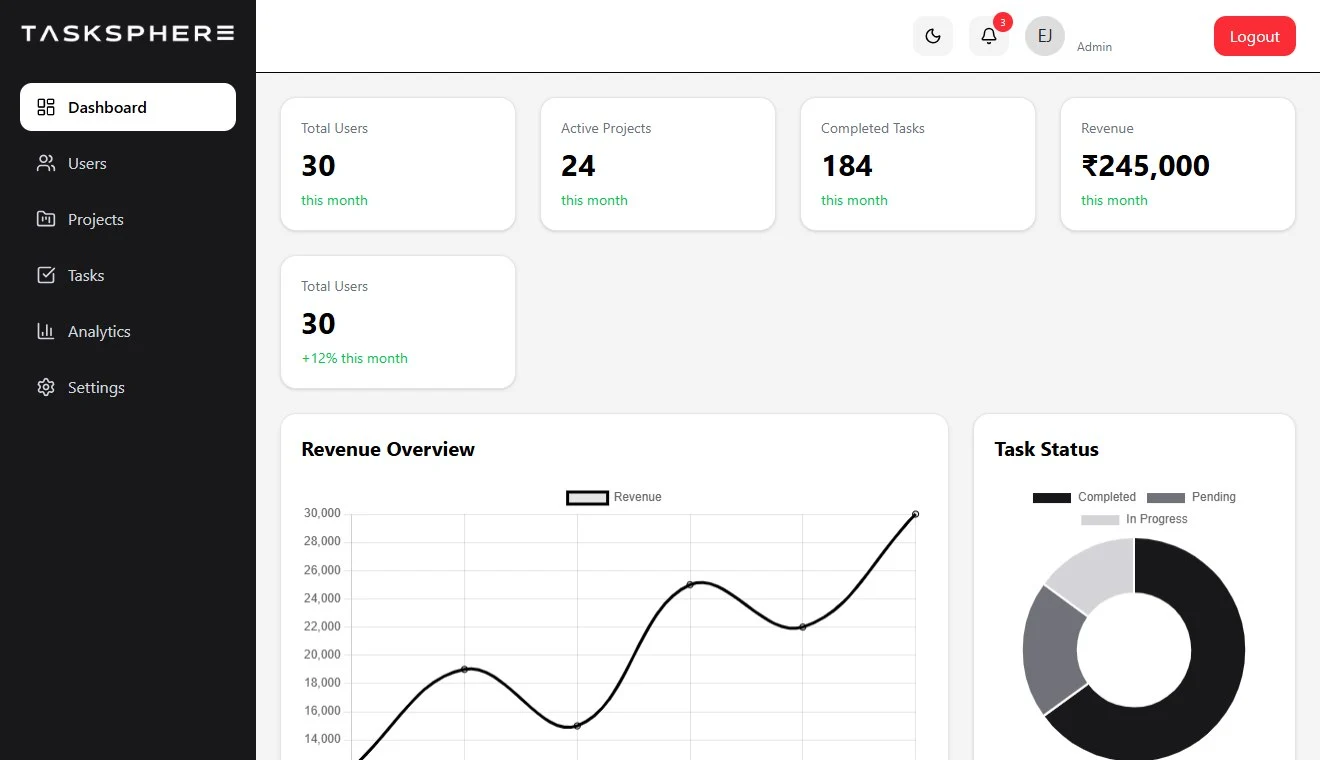 TASKSPHERE
3
EJ
Admin
Logout
Dashboard
Users
Projects
Tasks
Analytics
Settings
Total Users
30
this month
Active Projects
24
this month
Completed Tasks
184
this month
Revenue
₹245,000
this month
Total Users
30
+12% this month
Revenue Overview
Revenue
30,000
28,000
26,000
24,000
22,000
20,000
18,000
16,000
14,000
Task Status
Completed
Pending
In Progress